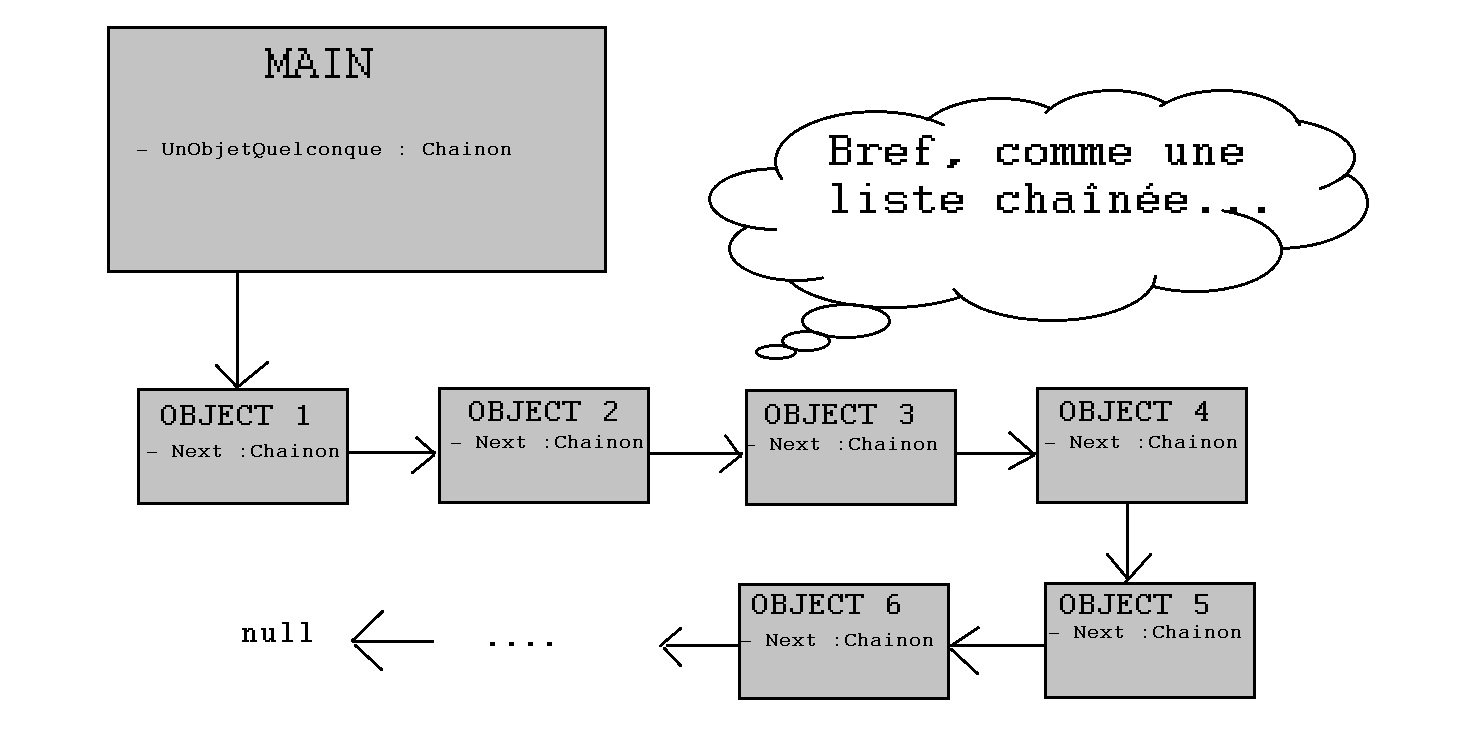 MAIN
- UnObjetQuelconque : Chainon
Bref, comme une
liste chaînée...
OBJECT 1
- Next :Chainon
OBJECT 2
- Next :Chainon
OBJECT 3
- Next :Chainon
OBJECT 4
- Next :Chainon
OBJECT 5
- Next :Chainon
OBJECT 6
- Next :Chainon
....
null